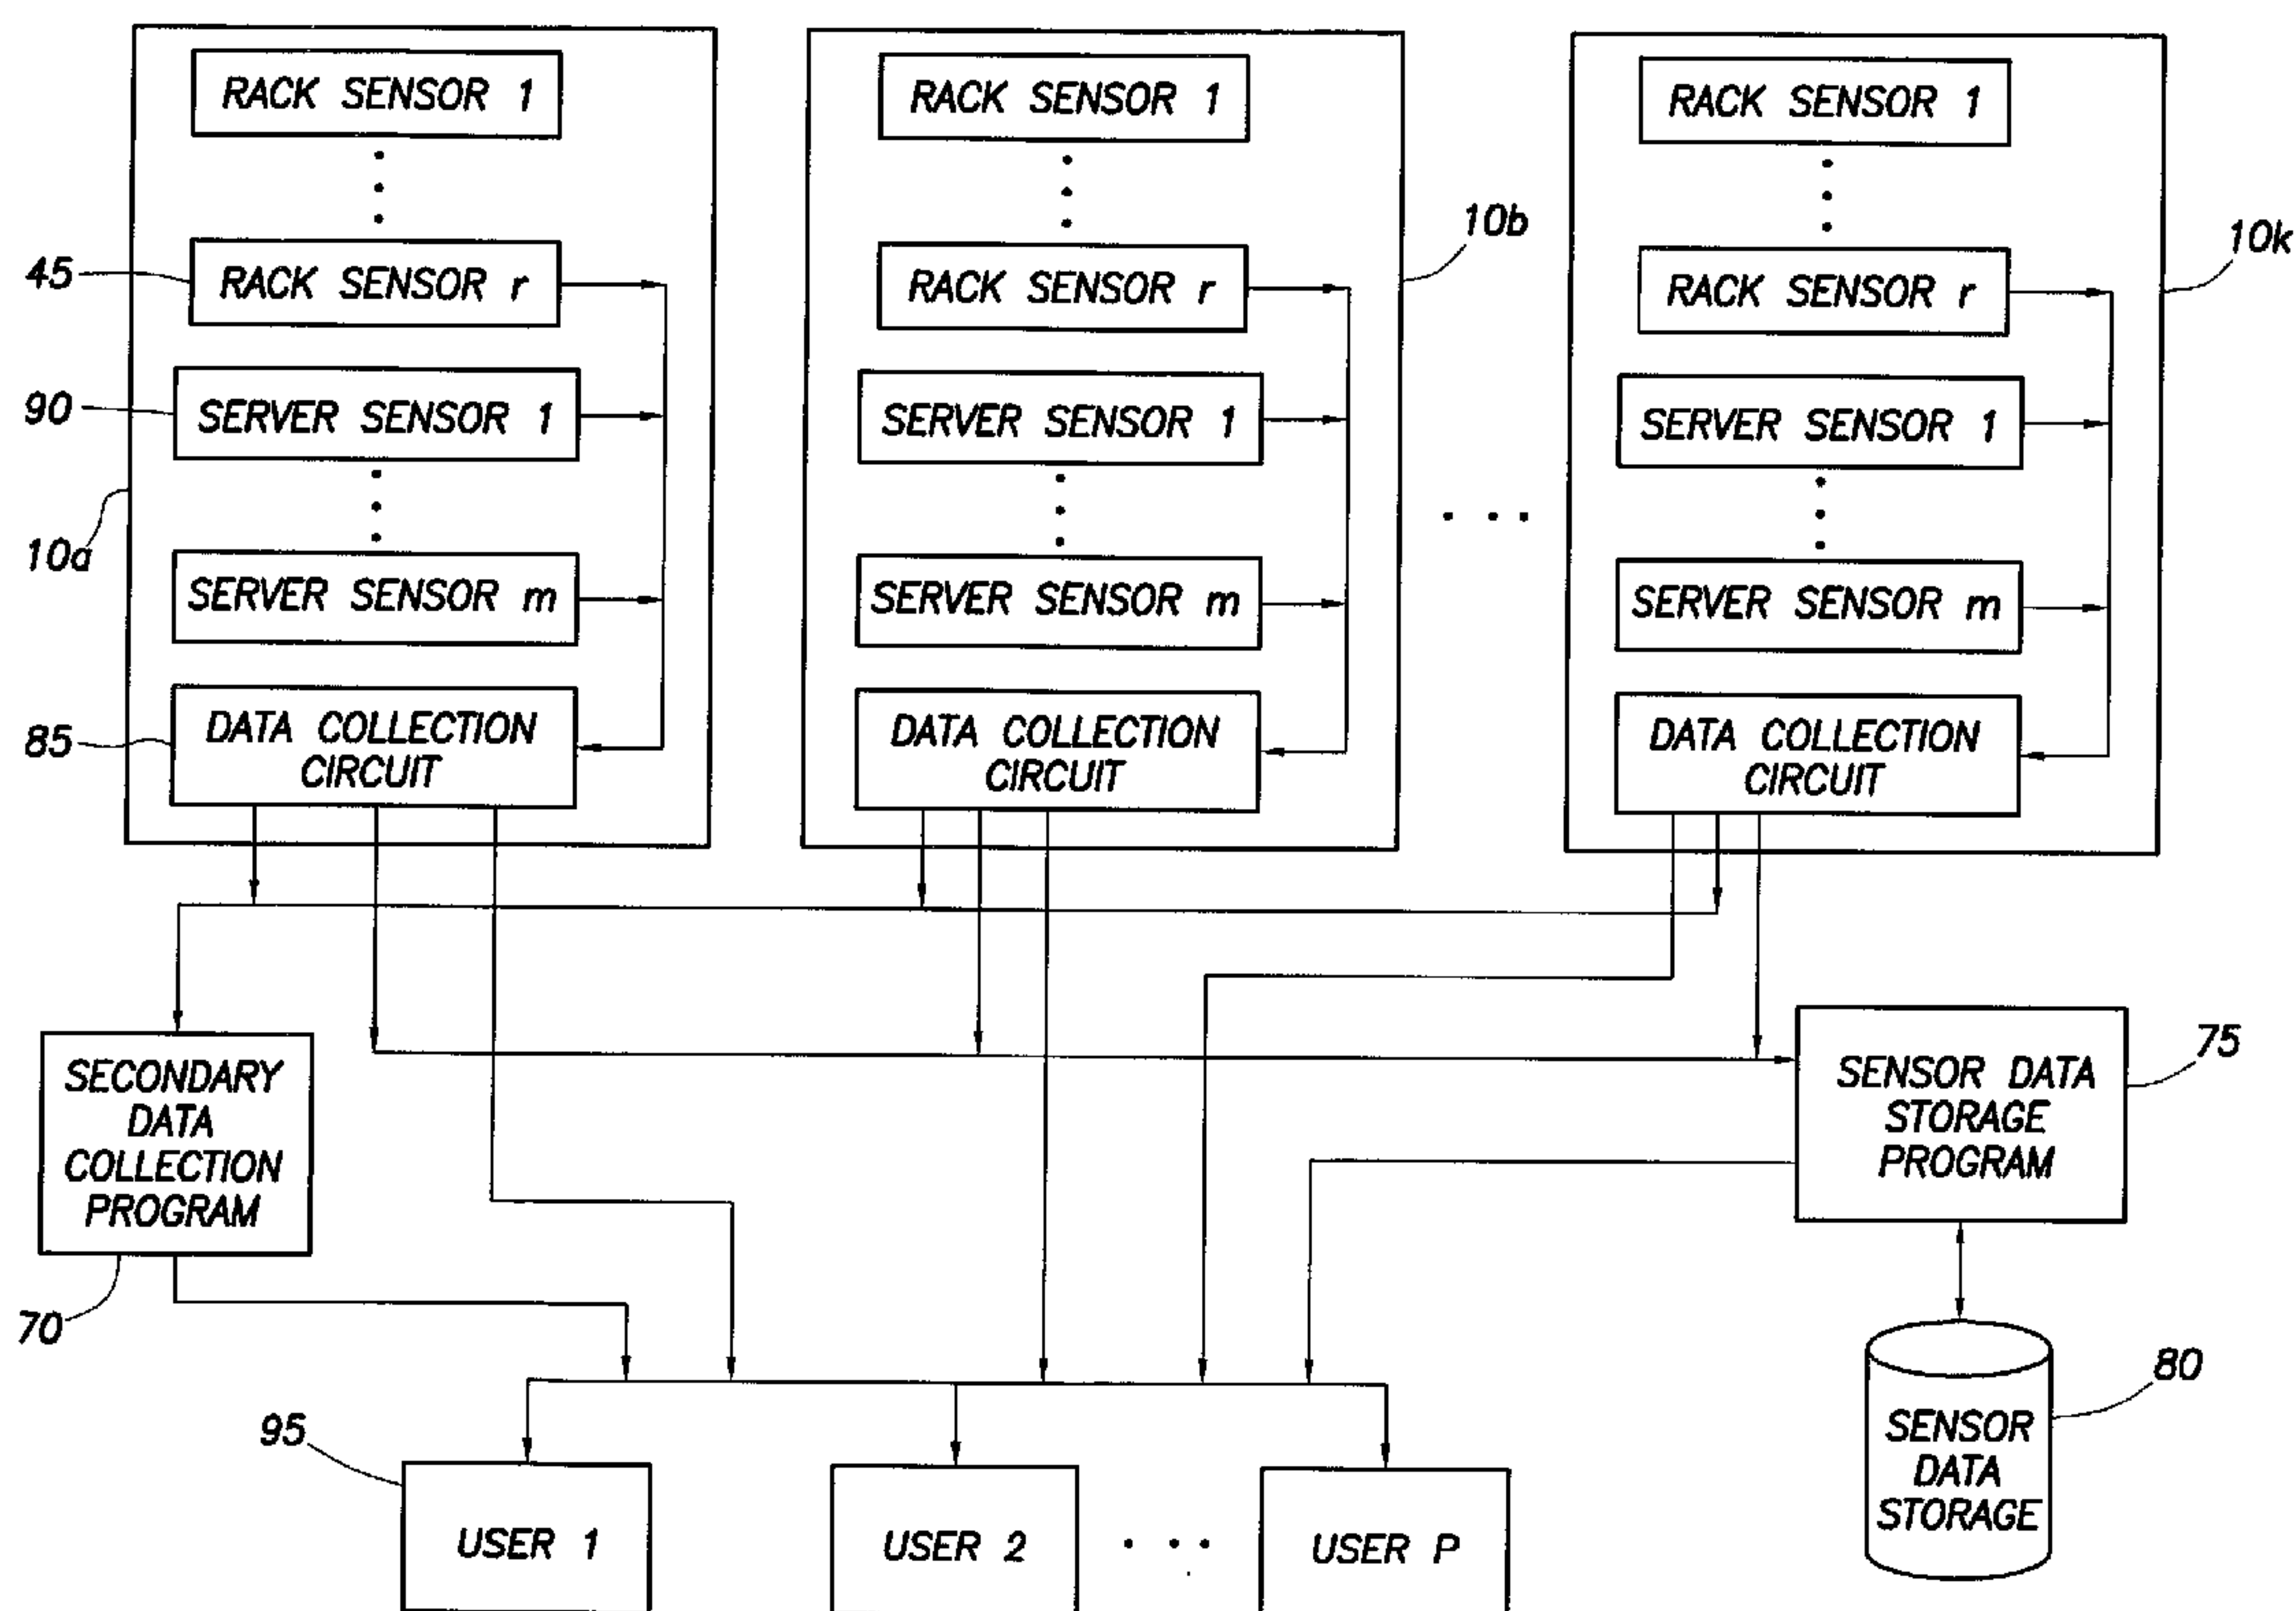 RACK SENSOR 1
RACK SENSOR r
SERVER SENSOR 1
SERVER SENSOR m
DATA COLLECTION
CIRCUIT
45
90
10a
85
RACK SENSOR 1
RACK SENSOR r
SERVER SENSOR 1
SERVER SENSOR m
DATA COLLECTION
CIRCUIT
10b
RACK SENSOR 1
RACK SENSOR r
SERVER SENSOR 1
SERVER SENSOR m
DATA COLLECTION
CIRCUIT
10k
SECONDARY
DATA
COLLECTION
PROGRAM
70
SENSOR DATA
STORAGE
PROGRAM
75
SENSOR
DATA
STORAGE
80
95
USER 1
USER 2
USER P